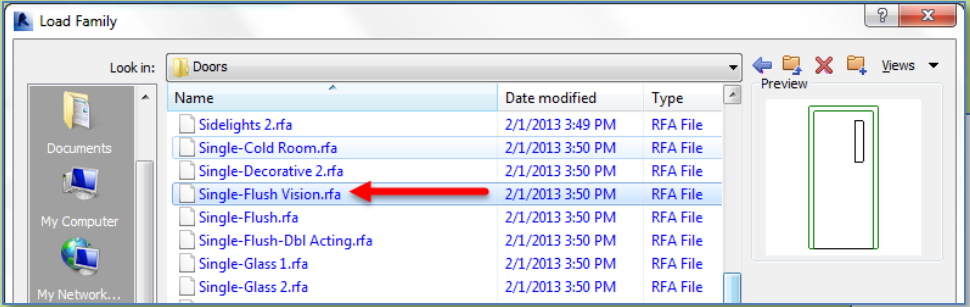 Load Family
Look in: Doors Views
Preview
Name Date modified Type
Sidelights 2.rfa 2/1/2013 3:49 PM RFA File
Single-Cold Room.rfa 2/1/2013 3:50 PM RFA File
Single-Decorative 2.rfa 2/1/2013 3:50 PM RFA File
Single-Flush Vision.rfa 2/1/2013 3:50 PM RFA File
Single-Flush.rfa 2/1/2013 3:50 PM RFA File
Single-Flush-Dbl Acting.rfa 2/1/2013 3:50 PM RFA File
Single-Glass 1.rfa 2/1/2013 3:50 PM RFA File
Single-Glass 2.rfa 2/1/2013 3:50 PM RFA File
Documents
My Computer
My Network...